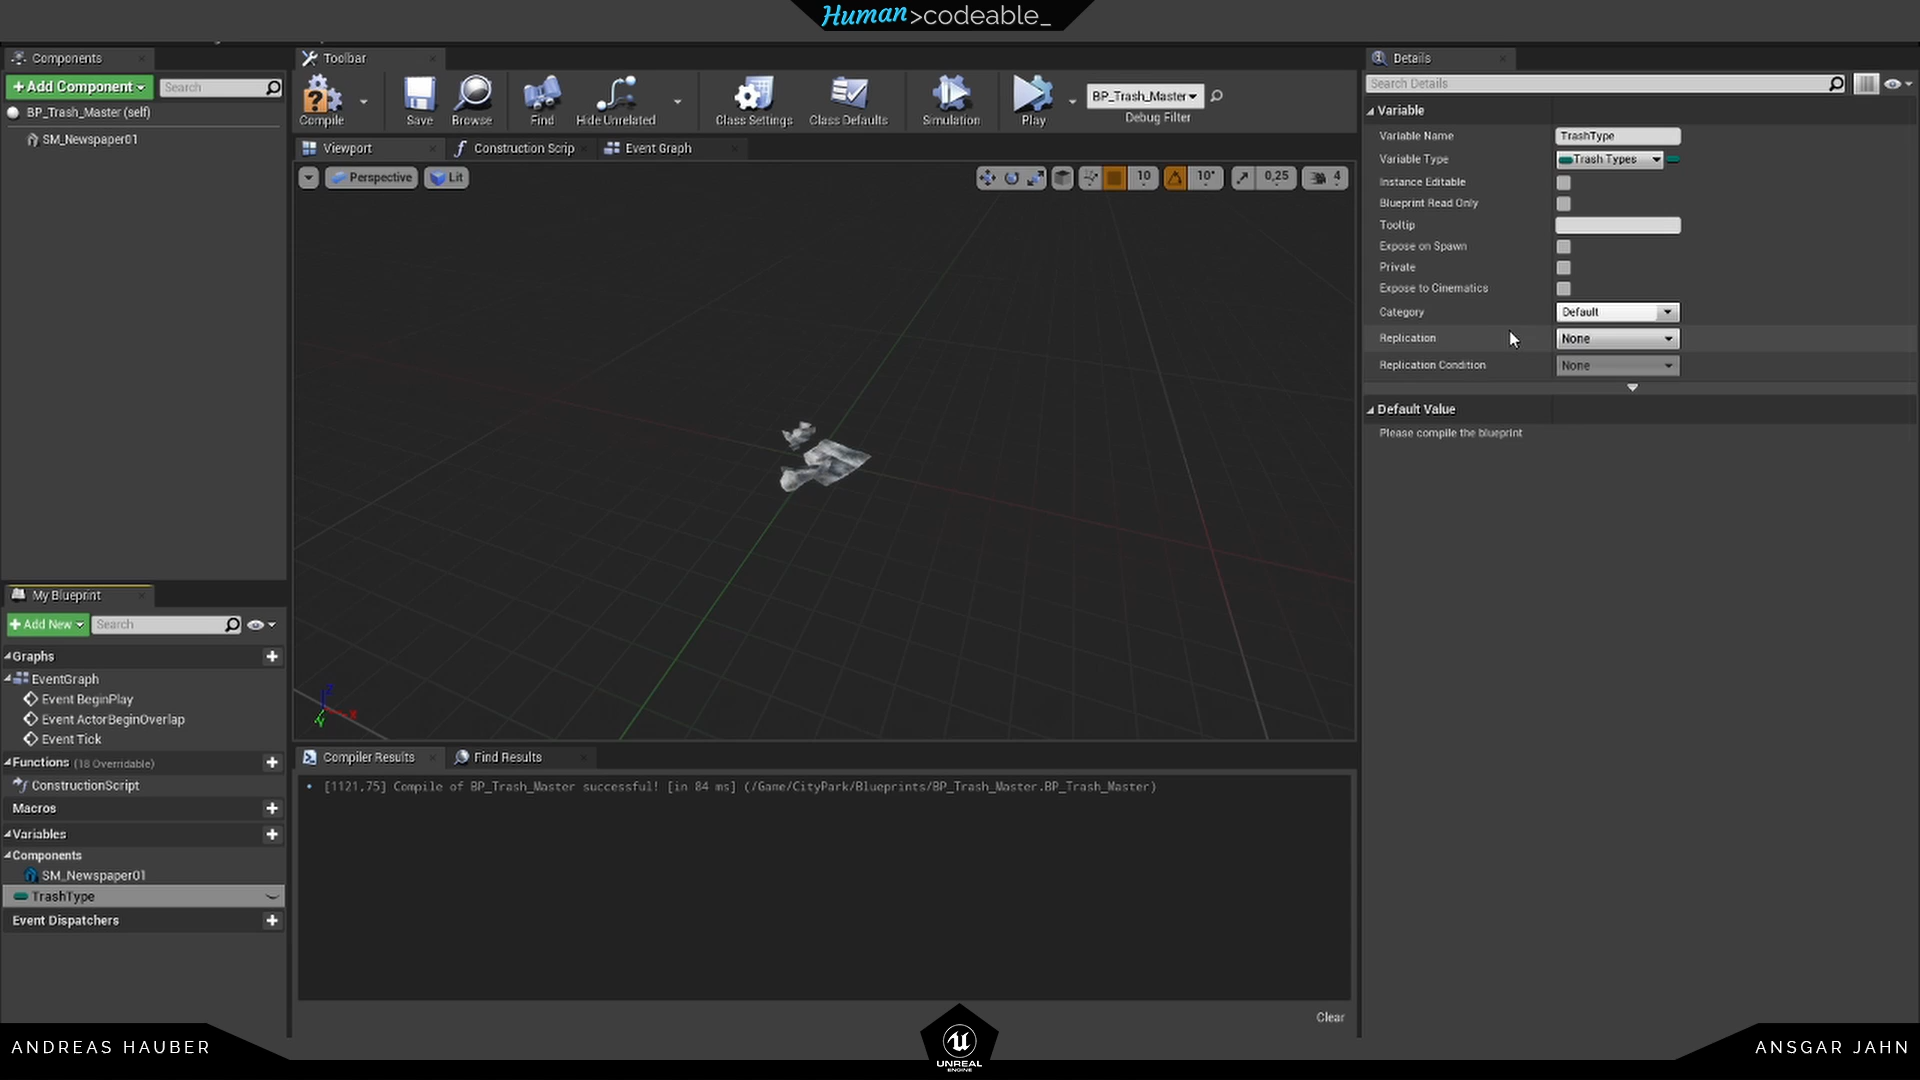 Human>codeable_
Components
Add Component
Search
BP_Trash_Master (self)
SM_Newspaper01
Toolbar
Compile
Save
Browse
Find
Hide Unrelated
Class Settings
Class Defaults
Simulation
Play
BP_Trash_Master
Debug Filter
Viewport
Construction Scrip
Event Graph
Perspective
Lit
10
10°
0,25
4
Z
X
Y
Details
Search Details
Variable
Variable Name
TrashType
Variable Type
Trash Types
Instance Editable
Blueprint Read Only
Tooltip
Expose on Spawn
Private
Expose to Cinematics
Category
Default
Replication
None
Replication Condition
None
Default Value
Please compile the blueprint
My Blueprint
Add New
Search
Graphs
EventGraph
Event BeginPlay
Event ActorBeginOverlap
Event Tick
Functions (18 Overridable)
ConstructionScript
Macros
Variables
Components
SM_Newspaper01
TrashType
Event Dispatchers
Compiler Results
Find Results
[1121,75] Compile of BP_Trash_Master successful! [in 84 ms] (/Game/CityPark/Blueprints/BP_Trash_Master.BP_Trash_Master)
Clear
ANDREAS HAUBER
UNREAL
ENGINE
ANSGAR JAHN